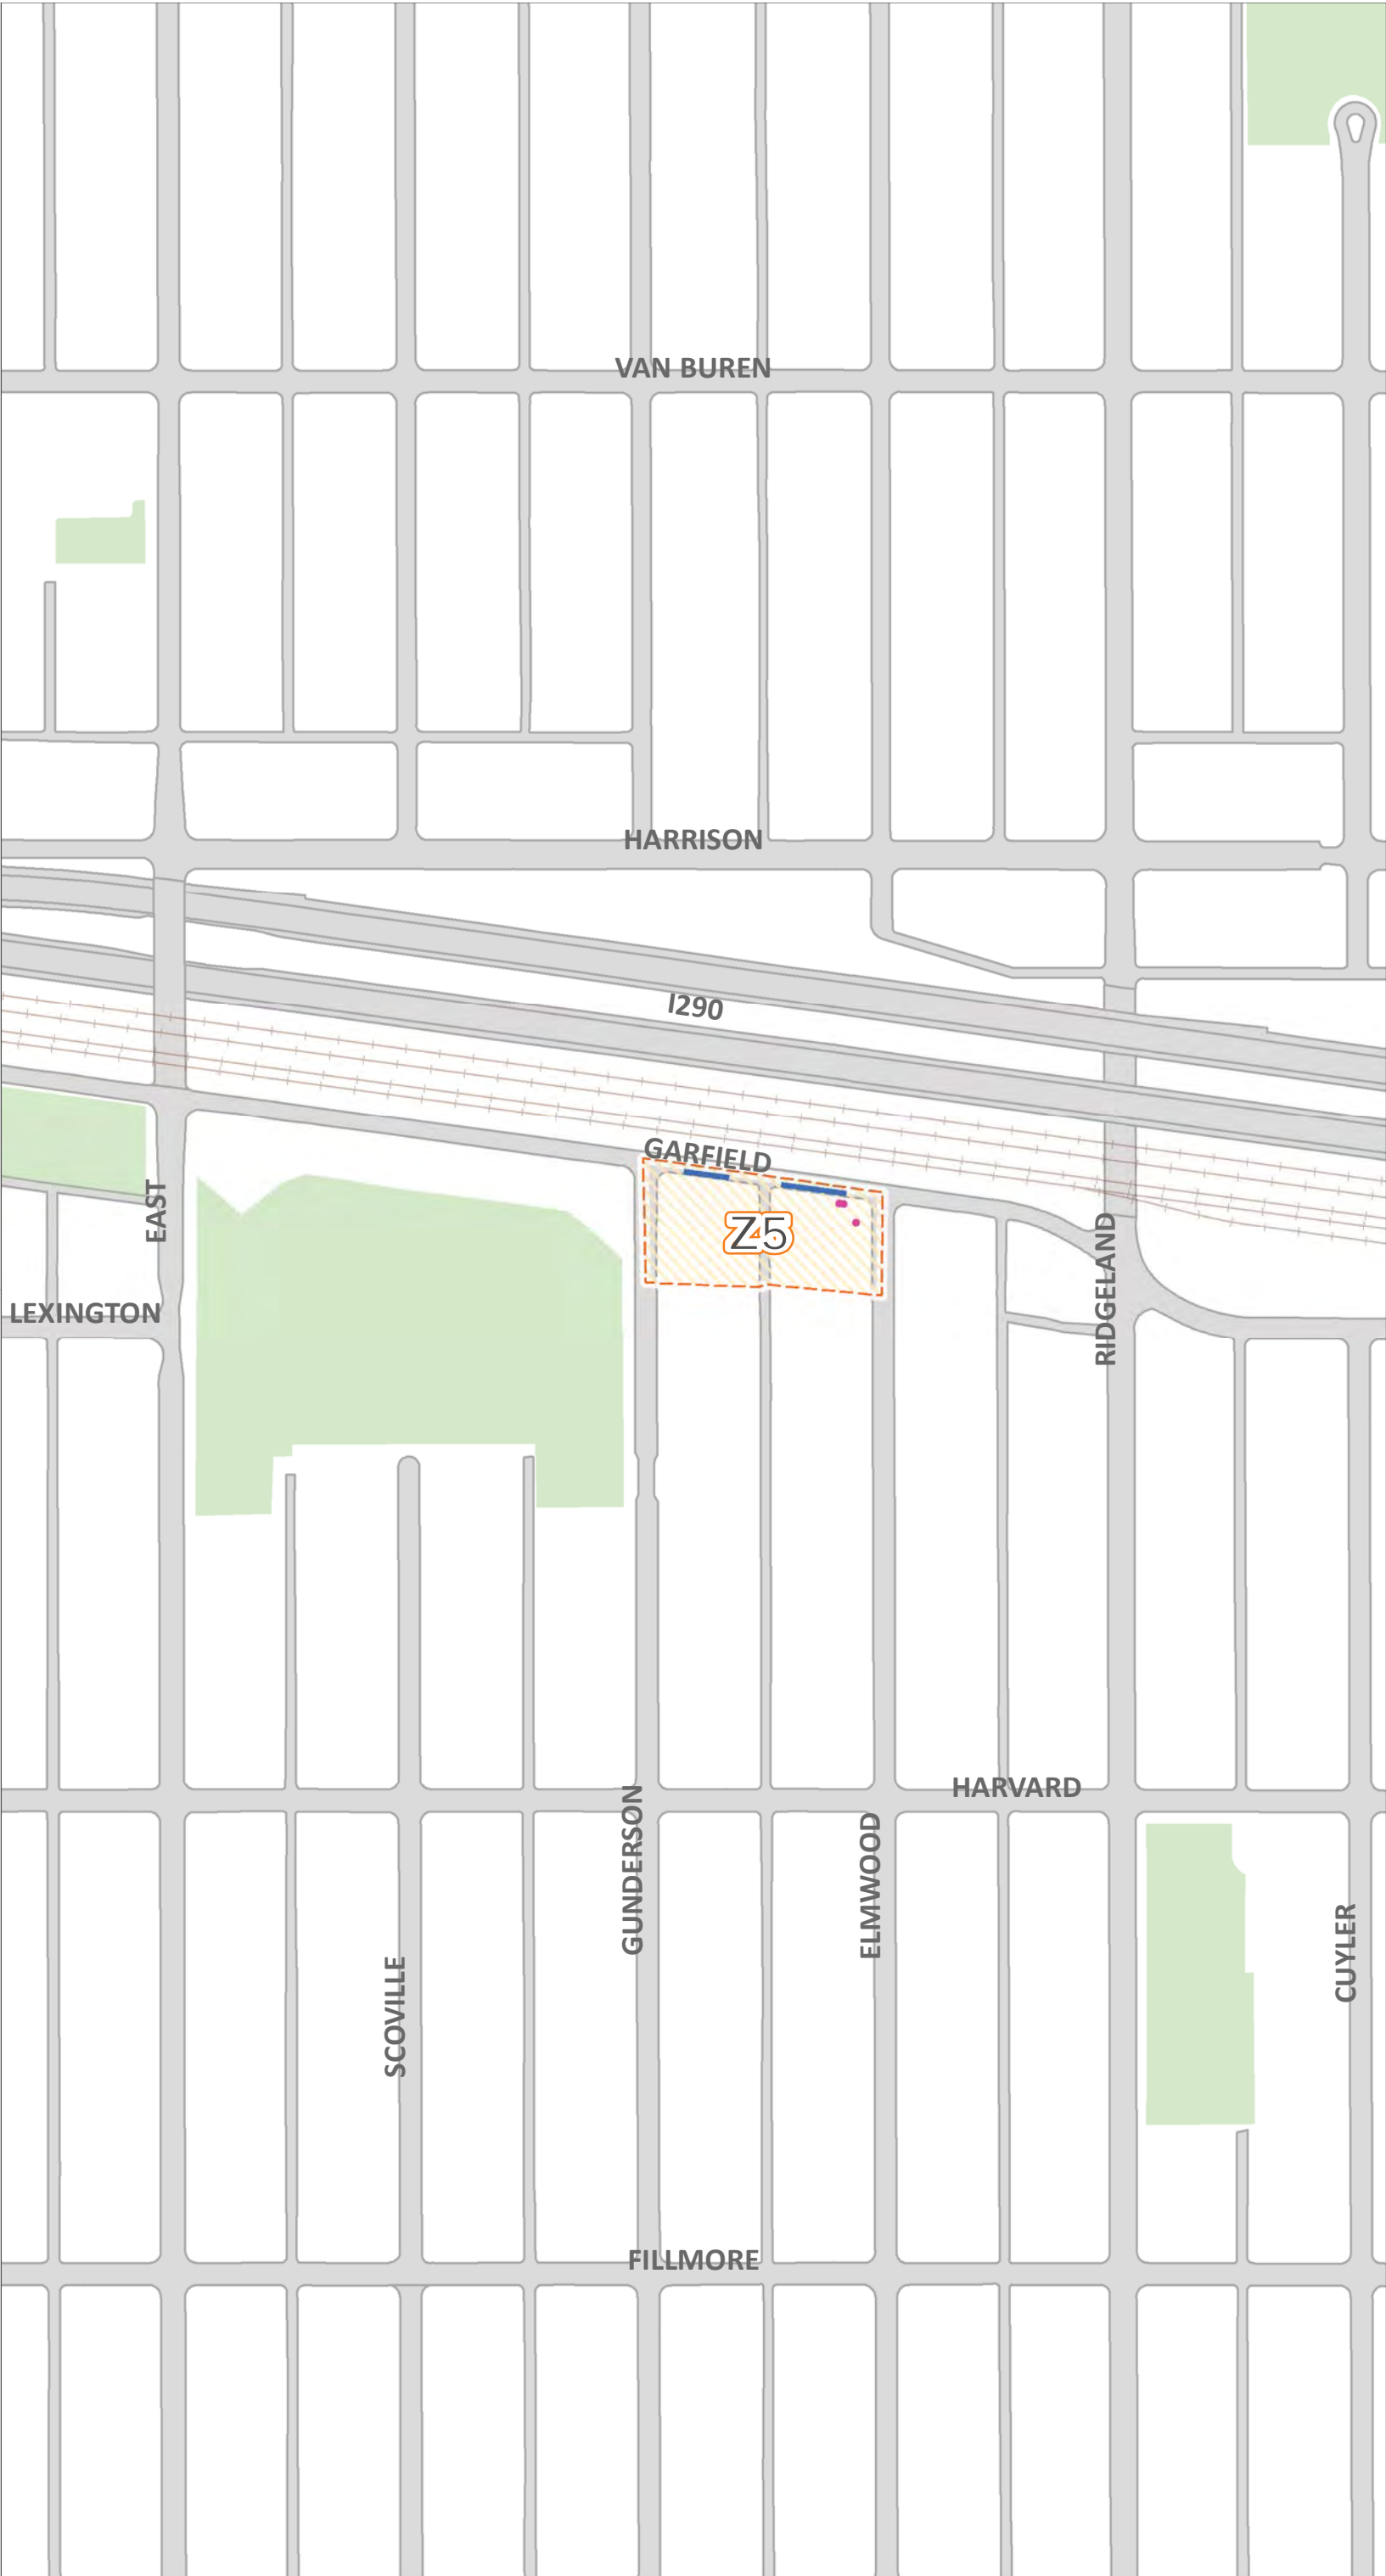 VAN BUREN
HARRISON
I290
GARFIELD
EAST
Z5
RIDGELAND
LEXINGTON
HARVARD
GUNDERSON
ELMWOOD
CUYLER
SCOVILLE
FILLMORE